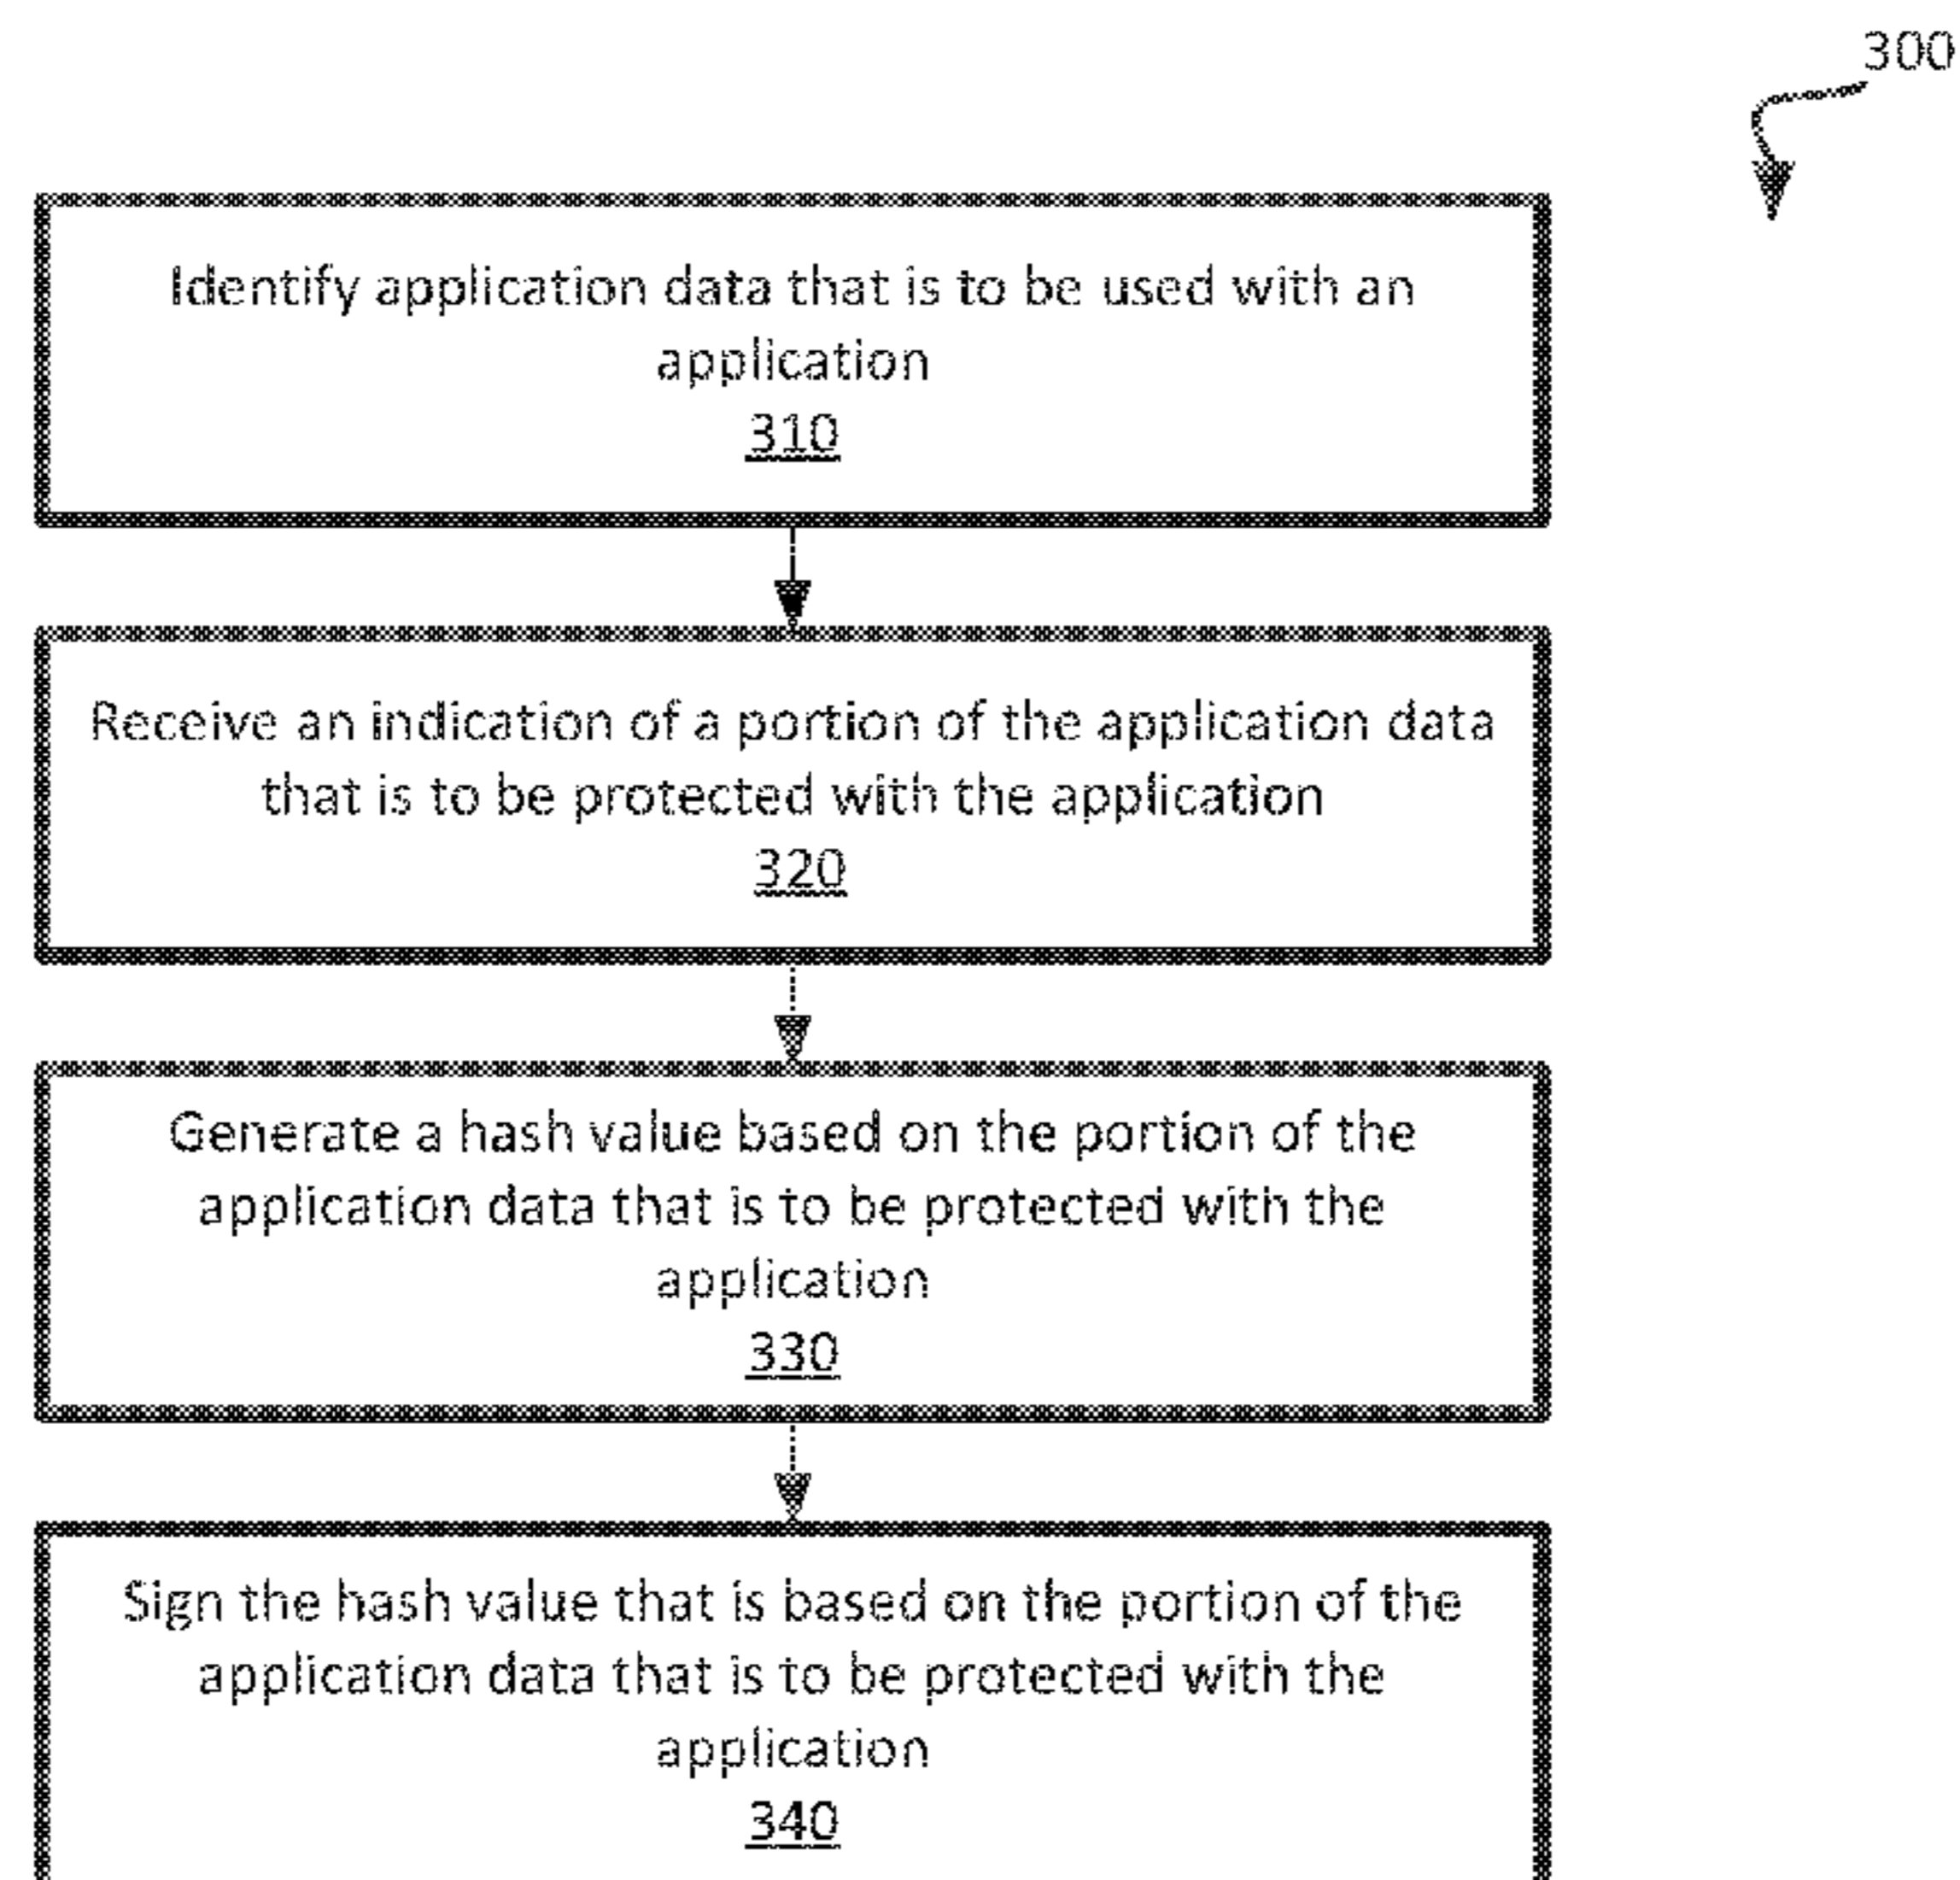 300
Identify application data that is to be used with an
application
310
Receive an indication of a portion of the application data
that is to be protected with the application
320
Generate a hash value based on the portion of the
application data that is to be protected with the
application
330
Sign the hash value that is based on the portion of the
application data that is to be protected with the
application
340